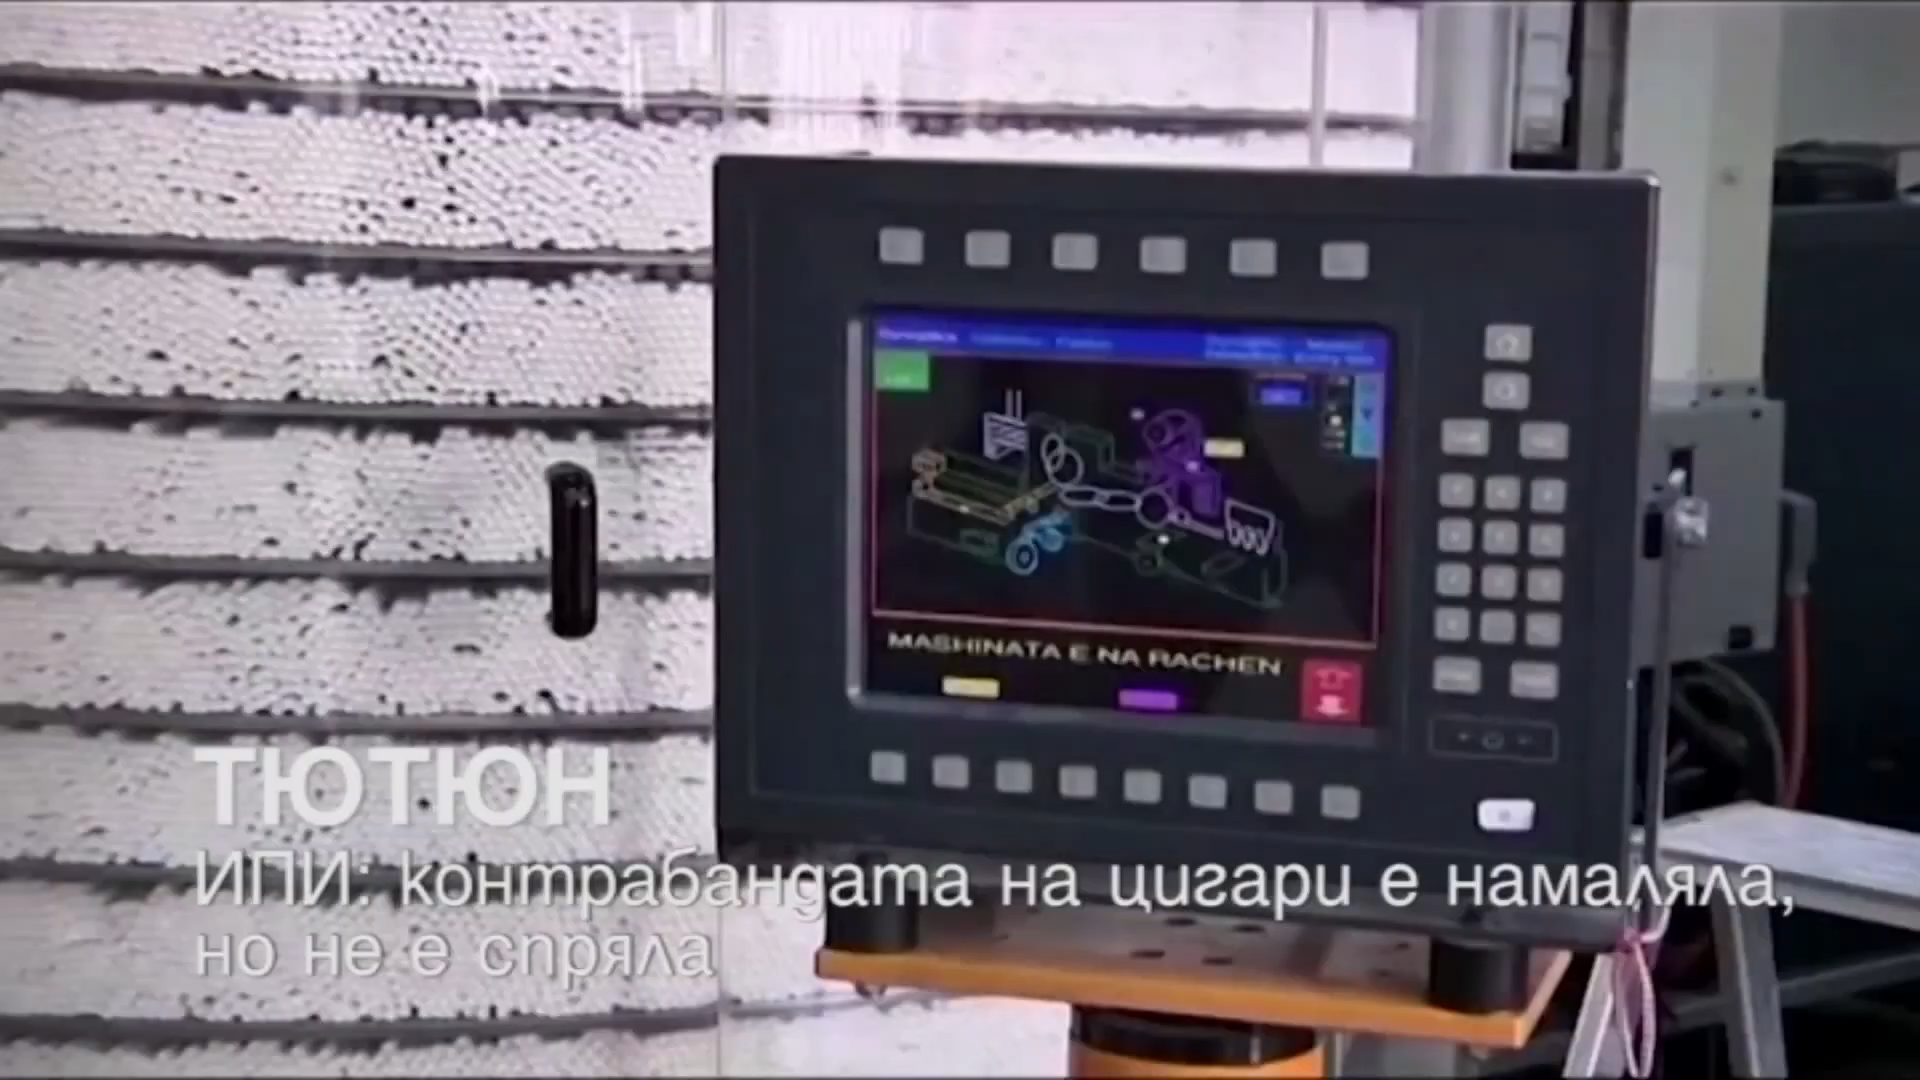 MASHINATA E NA RACHEN
ТЮТЮН
ИПИ: контрабандата на цигари е намаляла,
но не е спряла